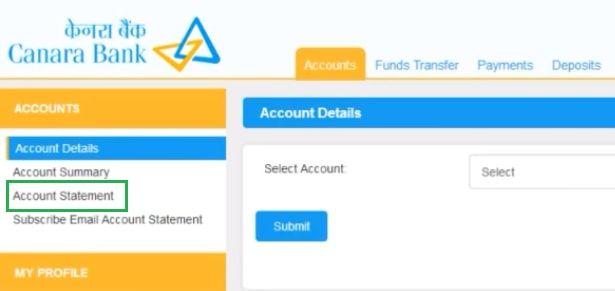 केनरा बैंक
Canara Bank
Accounts Funds Transfer Payments Deposits
ACCOUNTS
Account Details
Account Details
Account Summary
Select Account:
Select
Account Statement
Subscribe Email Account Statement
Submit
MY PROFILE